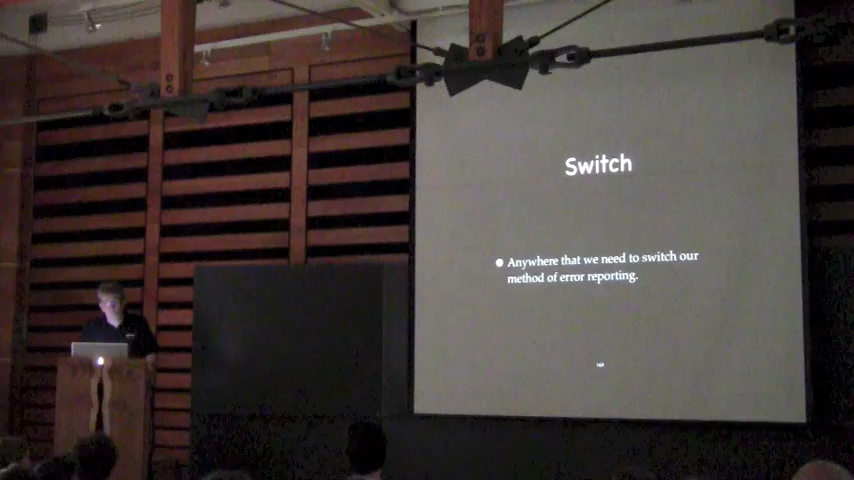 Switch
Anywhere that we need to switch our
method of error reporting.